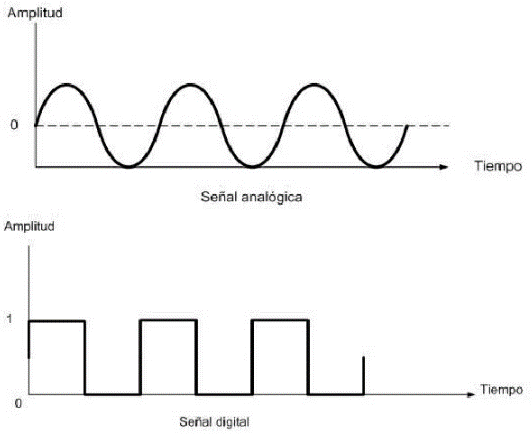 Amplitud
0
Tiempo
Señal analógica
Amplitud
1
0
Tiempo
Señal digital